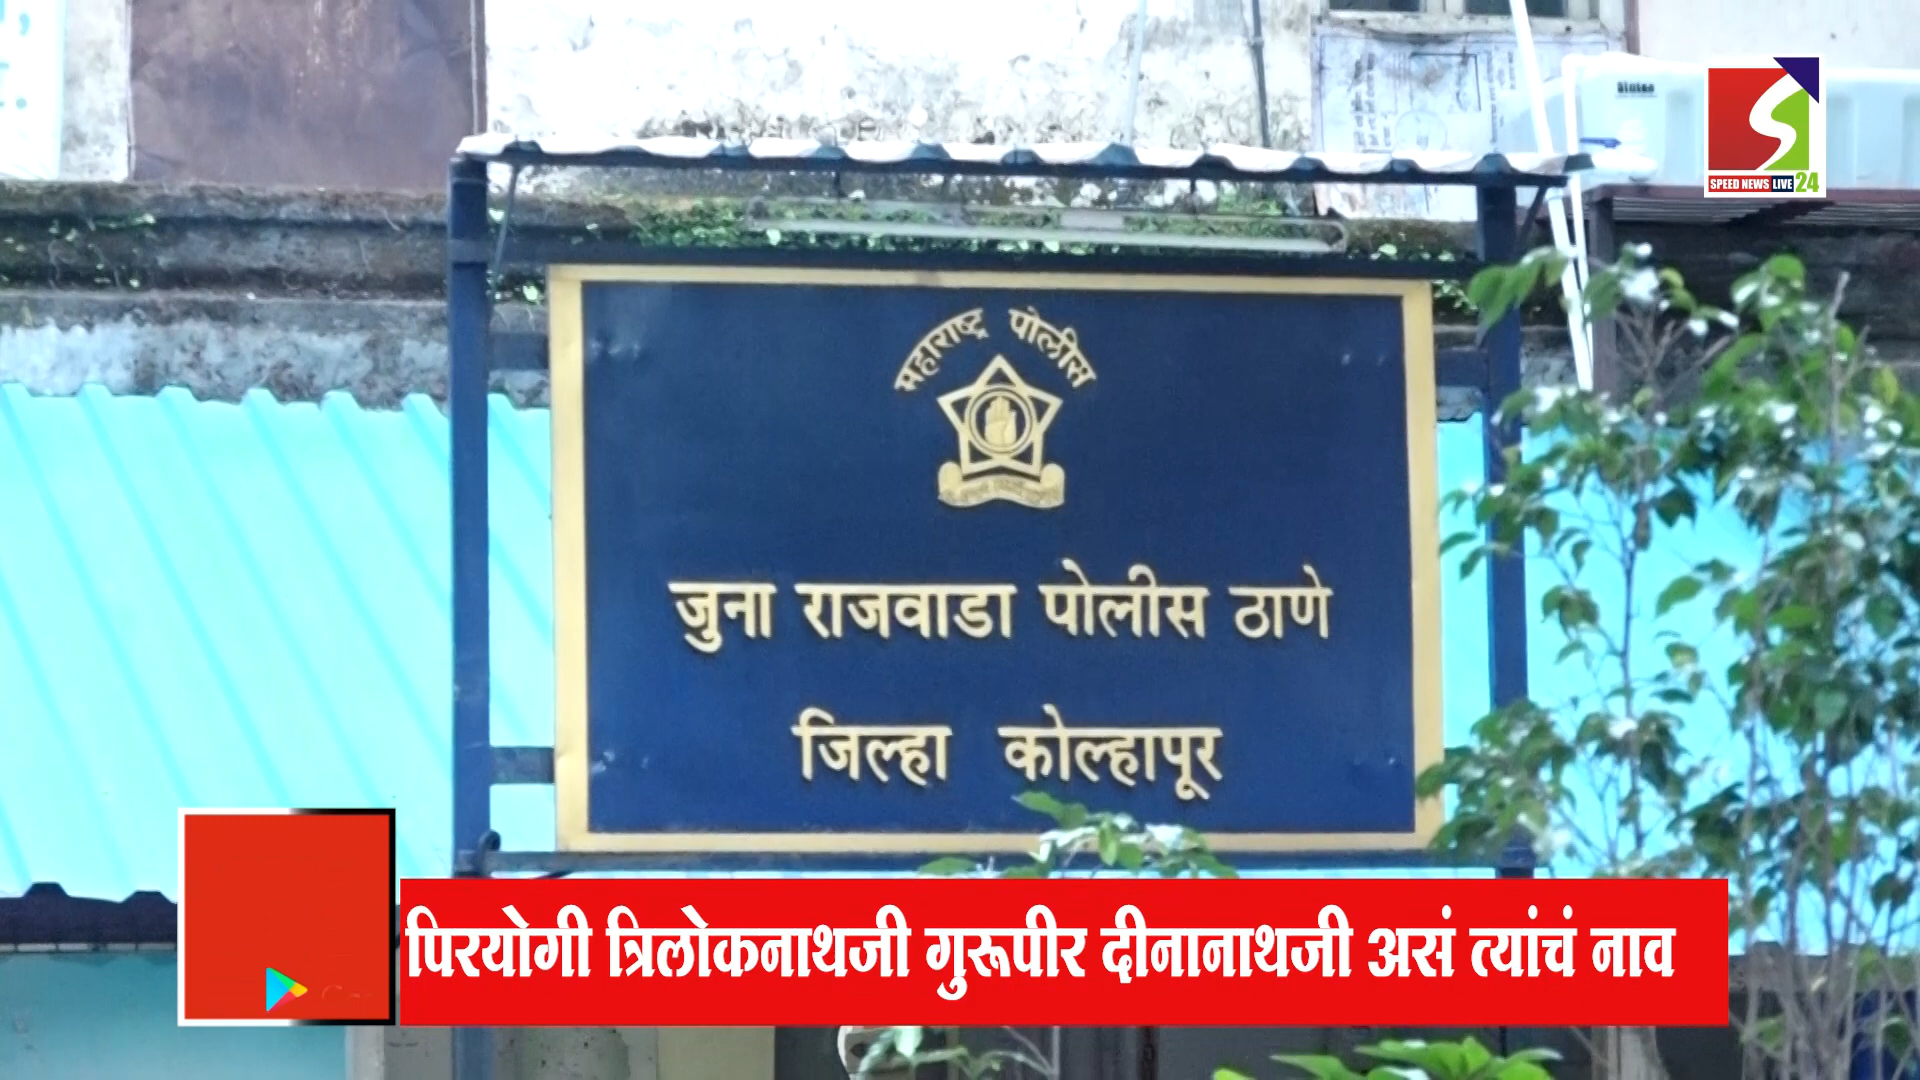 SPEED NEWS LIVE 24
महाराष्ट्र पोलीस
जुना राजवाडा पोलीस ठाणे
जिल्हा कोल्हापूर
पिरयोगी त्रिलोकनाथजी गुरूपीर दीनानाथजी असं त्यांचं नाव